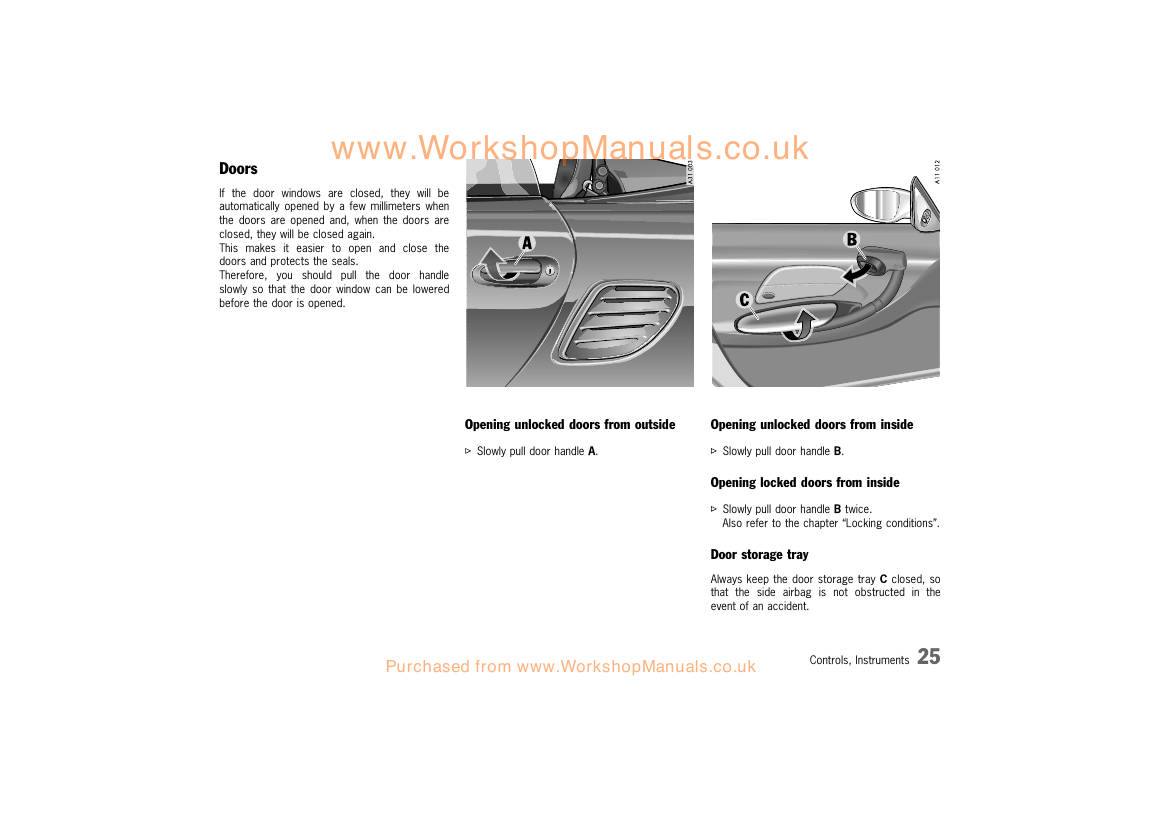 www.WorkshopManuals.co.uk
Doors
If the door windows are closed, they will be
automatically opened by a few millimeters when
the doors are opened and, when the doors are
closed, they will be closed again.
This makes it easier to open and close the
doors and protects the seals.
Therefore, you should pull the door handle
slowly so that the door window can be lowered
before the door is opened.
A31 003
A
Opening unlocked doors from outside
▷ Slowly pull door handle A.
A11 012
B
C
Opening unlocked doors from inside
▷ Slowly pull door handle B.
Opening locked doors from inside
▷ Slowly pull door handle B twice.
Also refer to the chapter “Locking conditions”.
Door storage tray
Always keep the door storage tray C closed, so
that the side airbag is not obstructed in the
event of an accident.
Controls, Instruments 25
Purchased from www.WorkshopManuals.co.uk